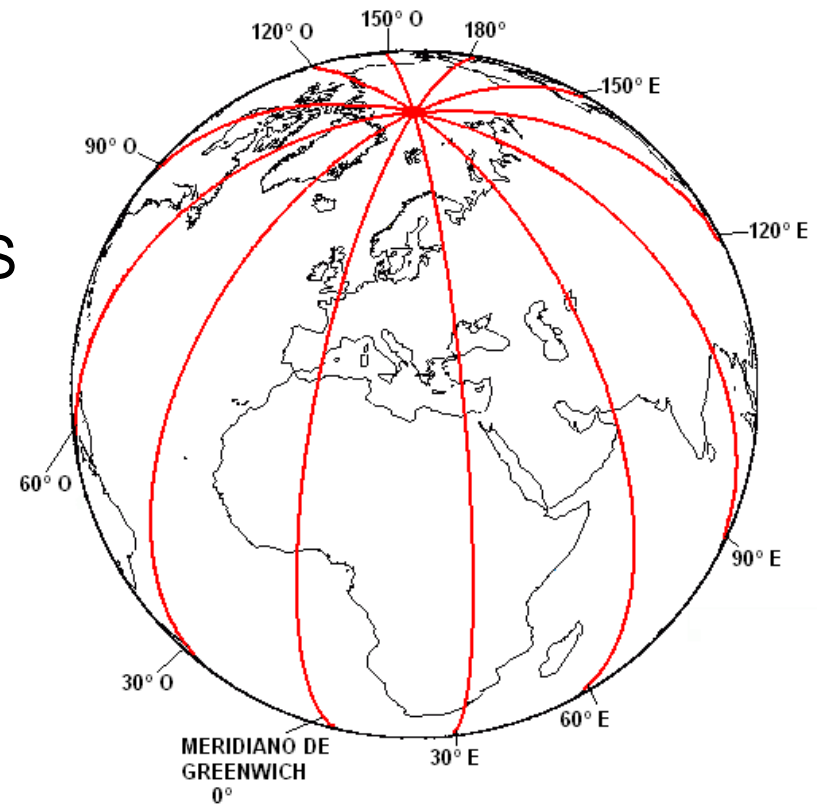 150° O
120° O
180°
150° E
90° O
120° E
S
60° O
90° E
30° O
60° E
MERIDIANO DE
GREENWICH
0°
30° E